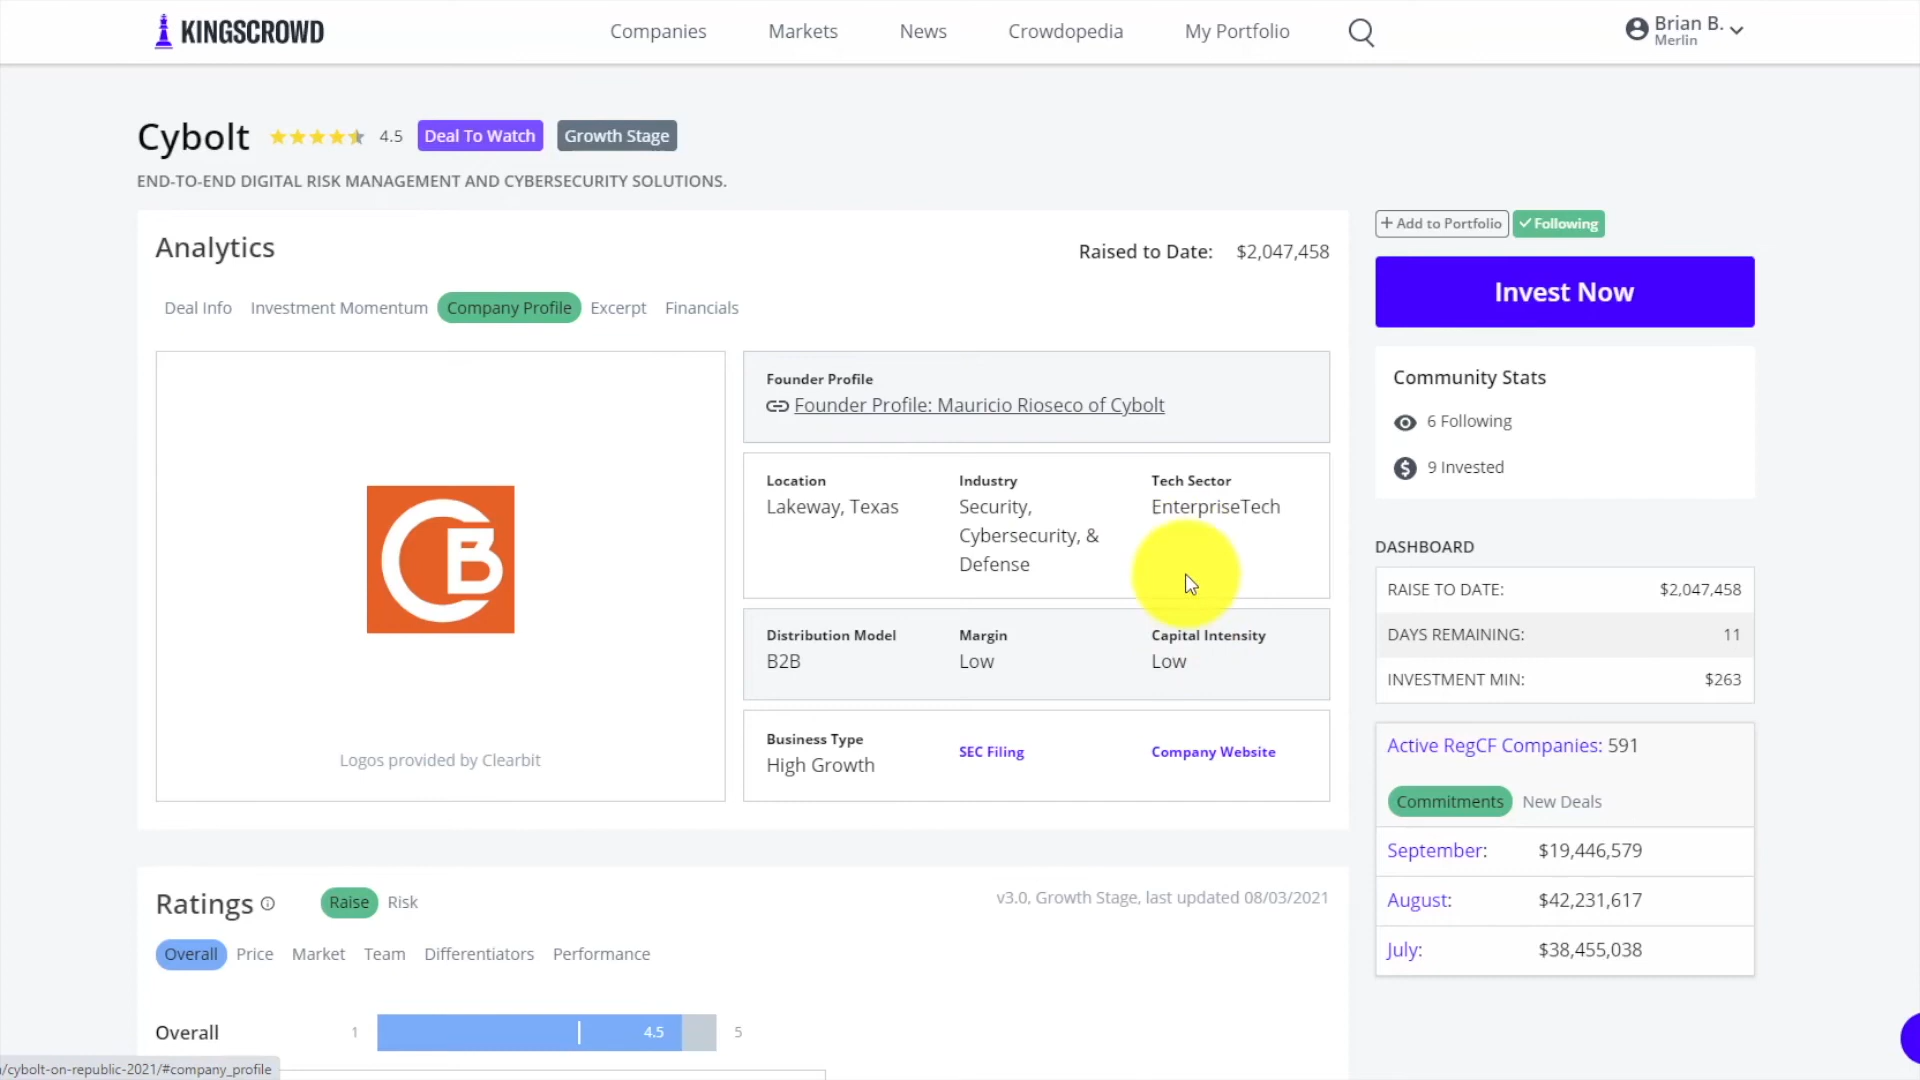 KINGSCROWD
Companies
Markets
News
Crowdopedia
My Portfolio
Brian B.
Merlin
Cybolt
4.5
Deal To Watch
Growth Stage
END-TO-END DIGITAL RISK MANAGEMENT AND CYBERSECURITY SOLUTIONS.
Analytics
Raised to Date: $2,047,458
Deal Info
Investment Momentum
Company Profile
Excerpt
Financials
CB
Logos provided by Clearbit
Founder Profile
Founder Profile: Mauricio Rioseco of Cybolt
Location
Lakeway, Texas
Industry
Security,
Cybersecurity, &
Defense
Tech Sector
EnterpriseTech
Distribution Model
B2B
Margin
Low
Capital Intensity
Low
Business Type
High Growth
SEC Filing
Company Website
+ Add to Portfolio
Following
Invest Now
Community Stats
6 Following
9 Invested
DASHBOARD
RAISE TO DATE: $2,047,458
DAYS REMAINING: 11
INVESTMENT MIN: $263
Active RegCF Companies: 591
Commitments
New Deals
September: $19,446,579
August: $42,231,617
July: $38,455,038
Ratings
Raise
Risk
v3.0, Growth Stage, last updated 08/03/2021
Overall
Price
Market
Team
Differentiators
Performance
Overall 1 4.5 5
/cybolt-on-republic-2021/#company_profile